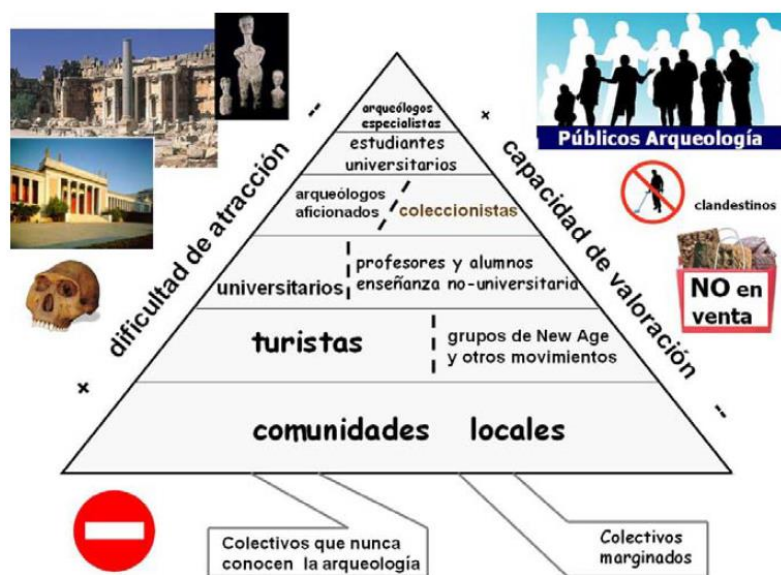 arqueólogos
especialistas
Públicos Arqueología
estudiantes
universitarios
dificultad de atracción
--
+
capacidad de valoración
+
--
arqueólogos
aficionados
coleccionistas
clandestinos
universitarios
profesores y alumnos
enseñanza no-universitaria
NO en
venta
turistas
grupos de New Age
y otros movimientos
comunidades locales
Colectivos que nunca
conocen la arqueología
Colectivos
marginados